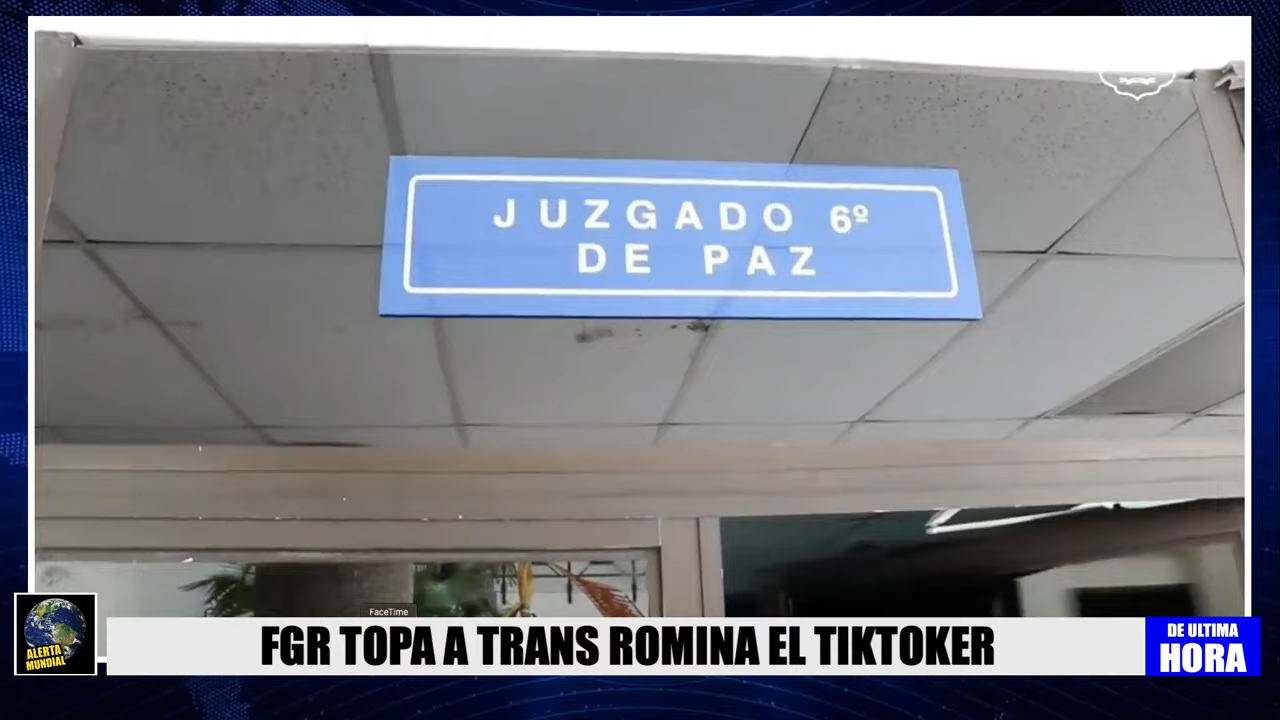 JUZGADO 6º
DE PAZ
FaceTime
ALERTA
MUNDIAL
FGR TOPA A TRANS ROMINA EL TIKTOKER
DE ULTIMA
HORA